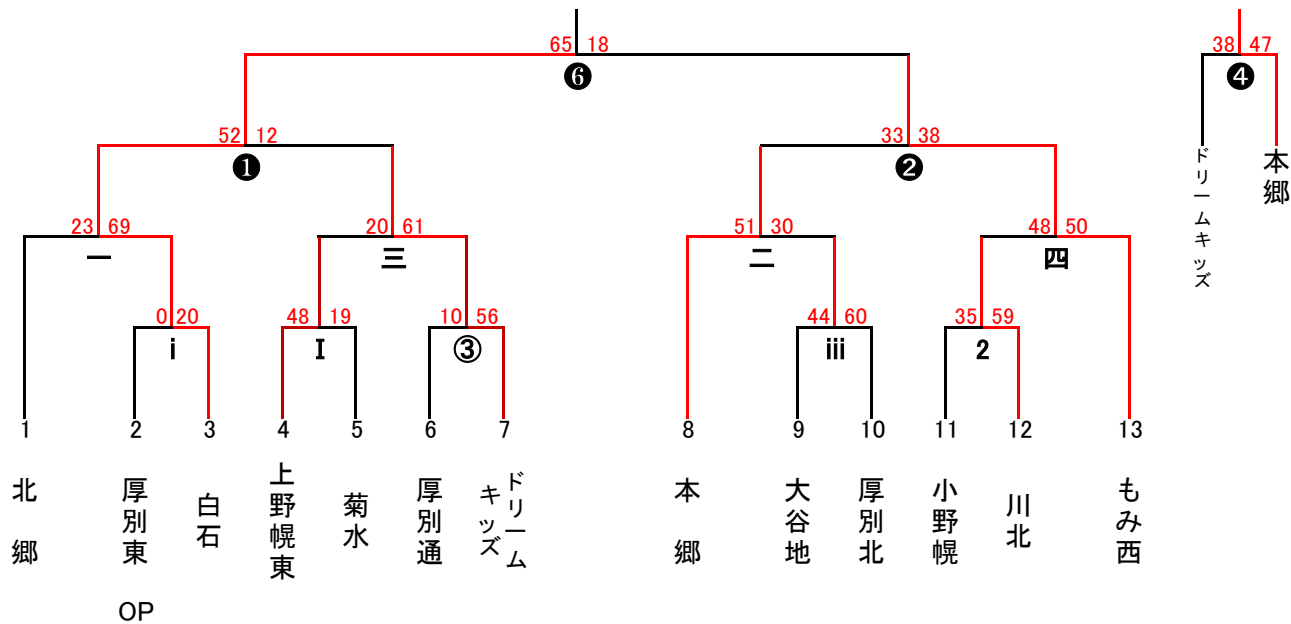 65 18
❻
38 47
❹
52 12
❶
33 38
❷
ドリームキッズ
本郷
23 69
一
20 61
三
51 30
二
48 50
四
0 20
i
48 19
I
10 56
③
44 60
iii
35 59
2
1 2 3 4 5 6 7 8 9 10 11 12 13
北郷
厚別東
白石
上野幌東
菊水
厚別通
ドリーム
キッズ
本郷
大谷地
厚別北
小野幌
川北
もみ西
OP